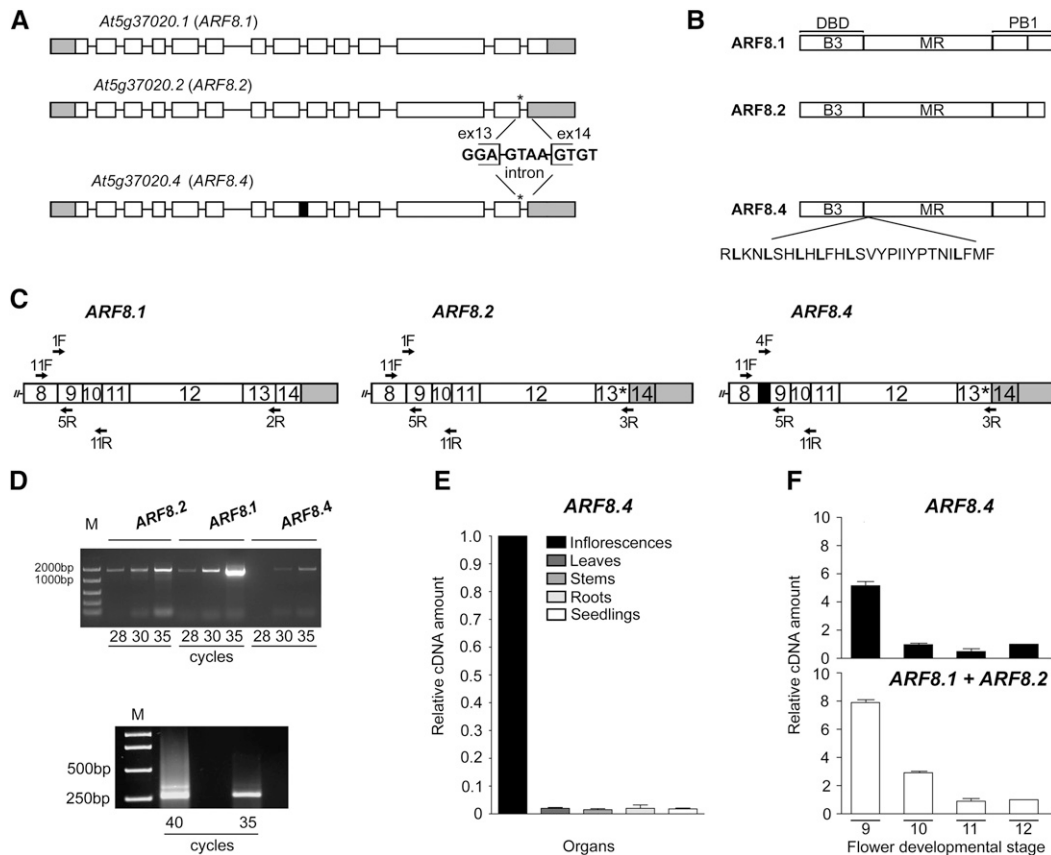 A
At5g37020.1 (ARF8.1)
At5g37020.2 (ARF8.2)
*
ex13 ex14
GGA-GTAA-GTGT
intron
At5g37020.4 (ARF8.4)
*
B
DBD PB1
ARF8.1 B3 MR
ARF8.2 B3 MR
ARF8.4 B3 MR
RLKNLSHLHLFHLSVYPIIYPTNILFMF
C
ARF8.1
1F
11F
8 9 10 11 12 13 14
5R 2R
11R
ARF8.2
1F
11F
8 9 10 11 12 13* 14
5R 3R
11R
ARF8.4
4F
11F
8 9 10 11 12 13* 14
5R 3R
11R
D
M ARF8.2 ARF8.1 ARF8.4
2000bp
1000bp
28 30 35 28 30 35 28 30 35
cycles
M
500bp
250bp
40 35
cycles
E
ARF8.4
Relative cDNA amount
1.0
0.9
0.8
0.7
0.6
0.5
0.4
0.3
0.2
0.1
0
Inflorescences
Leaves
Stems
Roots
Seedlings
Organs
F
ARF8.4
Relative cDNA amount
10
8
6
4
2
0
ARF8.1 + ARF8.2
10
8
6
4
2
0
9 10 11 12
Flower developmental stage